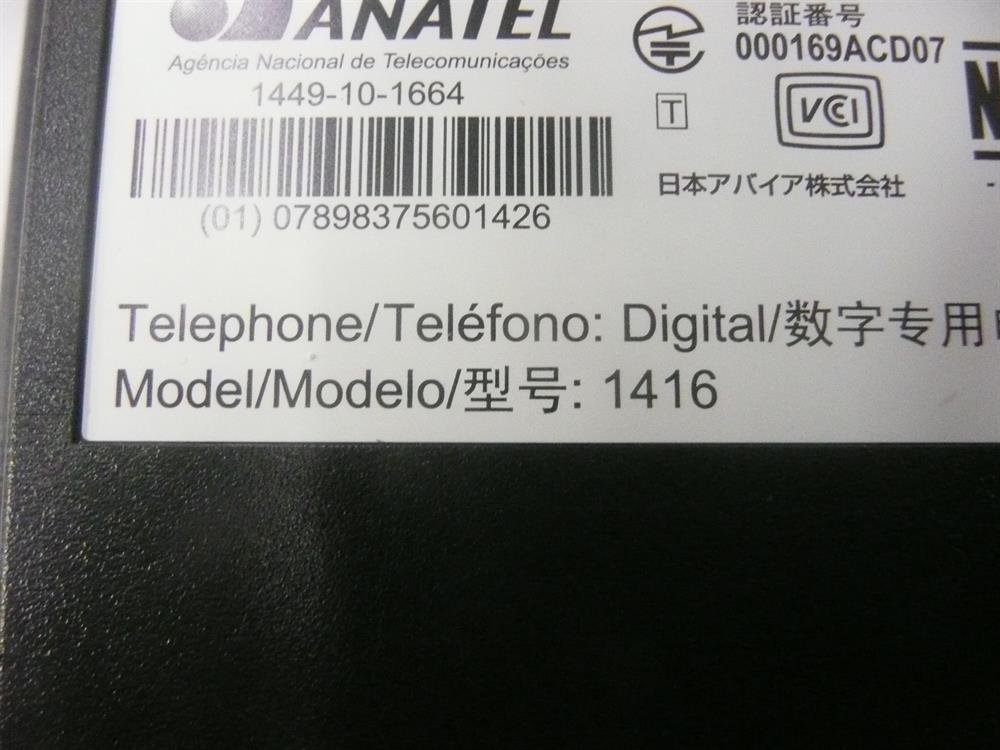 ANATEL
Agência Nacional de Telecomunicações
1449-10-1664
(01) 07898375601426
認証番号
000169ACD07
T
VCI
日本アバイア株式会社
N
Telephone/Teléfono: Digital/数字专用
Model/Modelo/型号: 1416